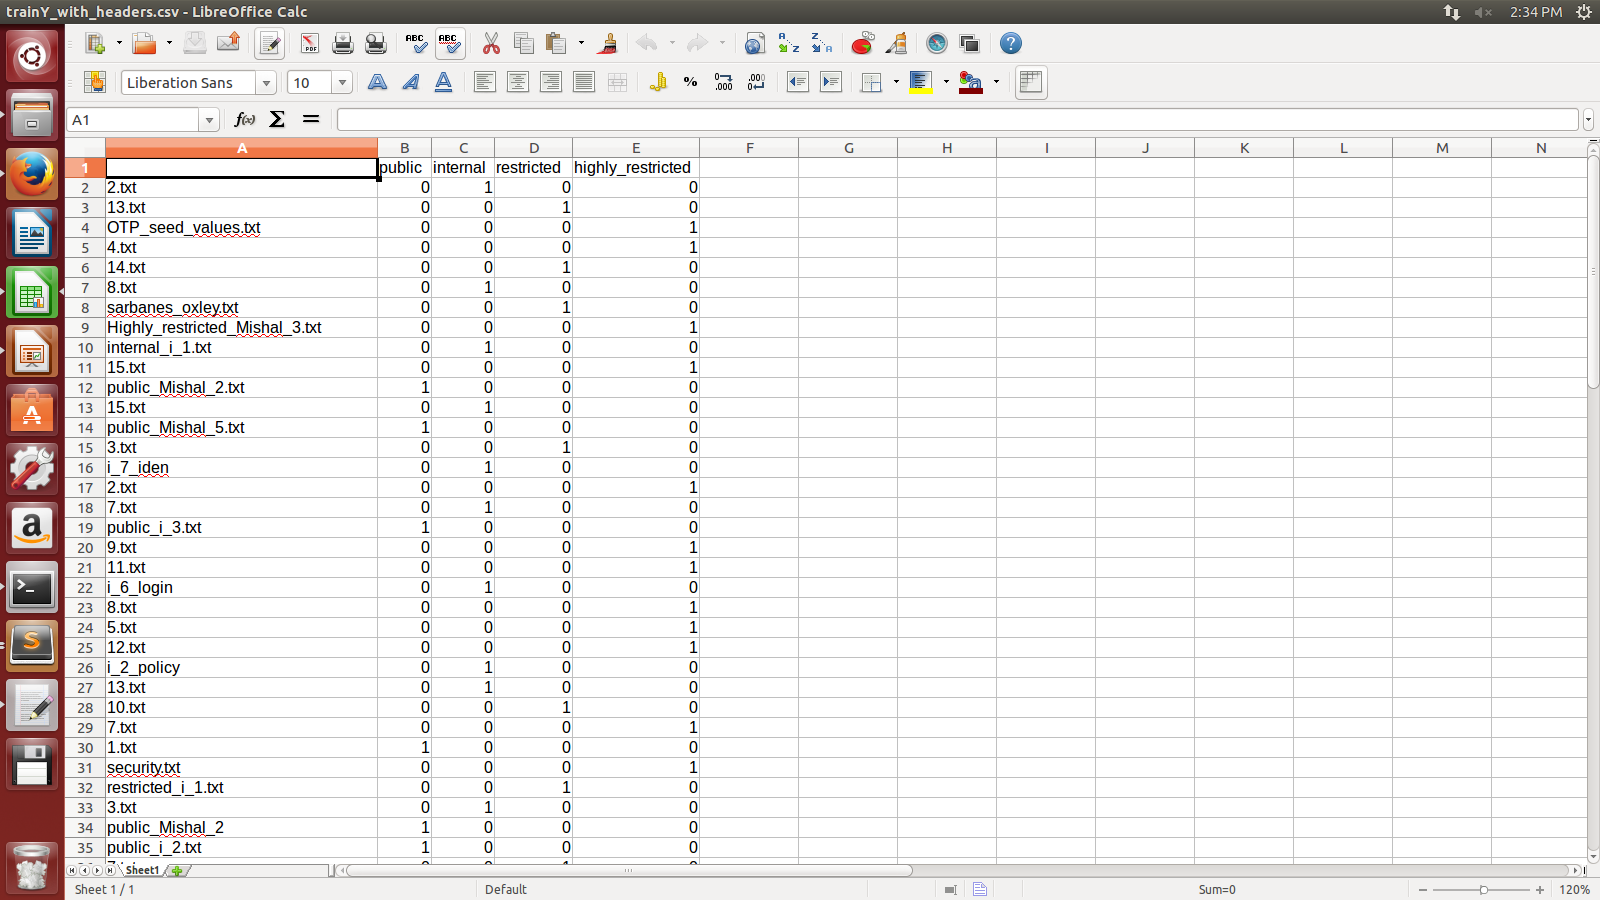 trainY_with_headers.csv - LibreOffice Calc 2:34 PM
Liberation Sans 10
A1
A B C D E F G H I J K L M N
1 public internal restricted highly_restricted
2 2.txt 0 1 0 0
3 13.txt 0 0 1 0
4 OTP_seed_values.txt 0 0 0 1
5 4.txt 0 0 0 1
6 14.txt 0 0 1 0
7 8.txt 0 1 0 0
8 sarbanes_oxley.txt 0 0 1 0
9 Highly_restricted_Mishal_3.txt 0 0 0 1
10 internal_i_1.txt 0 1 0 0
11 15.txt 0 0 0 1
12 public_Mishal_2.txt 1 0 0 0
13 15.txt 0 1 0 0
14 public_Mishal_5.txt 1 0 0 0
15 3.txt 0 0 1 0
16 i_7_iden 0 1 0 0
17 2.txt 0 0 0 1
18 7.txt 0 1 0 0
19 public_i_3.txt 1 0 0 0
20 9.txt 0 0 0 1
21 11.txt 0 0 0 1
22 i_6_login 0 1 0 0
23 8.txt 0 0 0 1
24 5.txt 0 0 0 1
25 12.txt 0 0 0 1
26 i_2_policy 0 1 0 0
27 13.txt 0 1 0 0
28 10.txt 0 0 1 0
29 7.txt 0 0 0 1
30 1.txt 1 0 0 0
31 security.txt 0 0 0 1
32 restricted_i_1.txt 0 0 1 0
33 3.txt 0 1 0 0
34 public_Mishal_2 1 0 0 0
35 public_i_2.txt 1 0 0 0
Sheet1
Sheet 1 / 1 Default Sum=0 120%